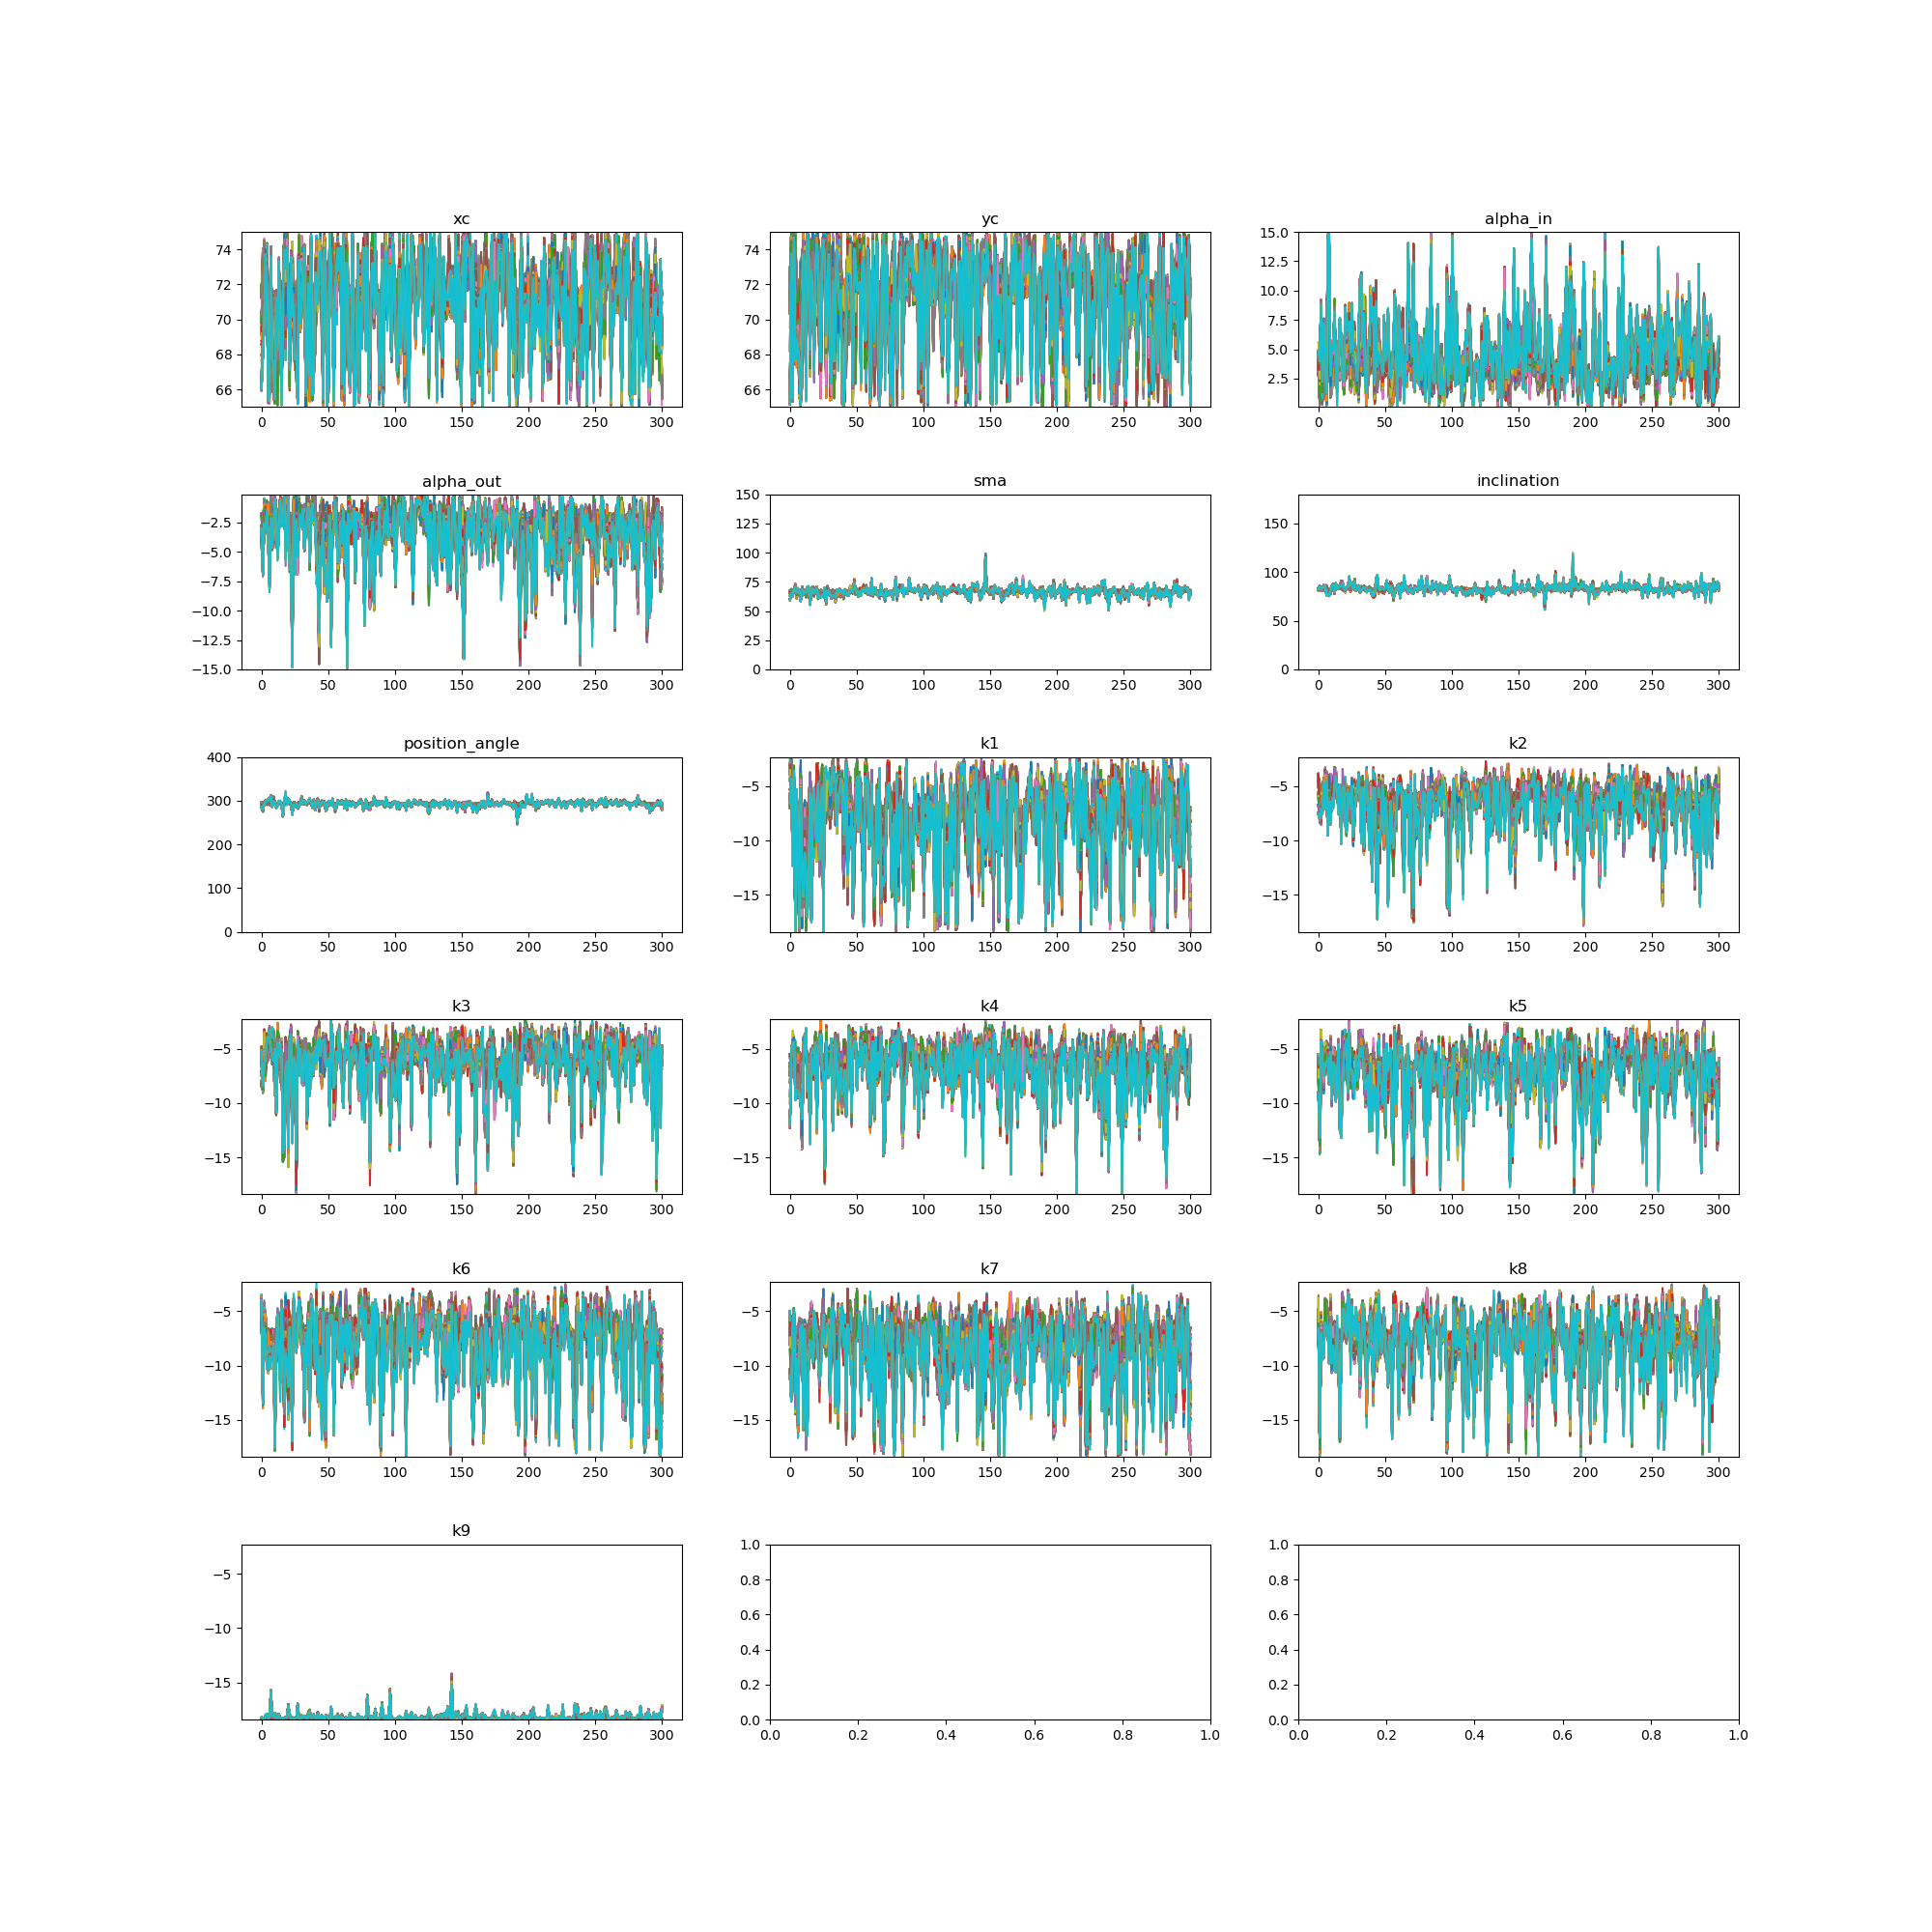 xc yc alpha_in
74 72 70 68 66
0 50 100 150 200 250 300
74 72 70 68 66
0 50 100 150 200 250 300
15.0 12.5 10.0 7.5 5.0 2.5
0 50 100 150 200 250 300
alpha_out sma inclination
−2.5 −5.0 −7.5 −10.0 −12.5 −15.0
0 50 100 150 200 250 300
150 125 100 75 50 25 0
0 50 100 150 200 250 300
150 100 50 0
0 50 100 150 200 250 300
position_angle k1 k2
400 300 200 100 0
0 50 100 150 200 250 300
−5 −10 −15
0 50 100 150 200 250 300
−5 −10 −15
0 50 100 150 200 250 300
k3 k4 k5
−5 −10 −15
0 50 100 150 200 250 300
−5 −10 −15
0 50 100 150 200 250 300
−5 −10 −15
0 50 100 150 200 250 300
k6 k7 k8
−5 −10 −15
0 50 100 150 200 250 300
−5 −10 −15
0 50 100 150 200 250 300
−5 −10 −15
0 50 100 150 200 250 300
k9
−5 −10 −15
0 50 100 150 200 250 300
1.0 0.8 0.6 0.4 0.2 0.0
0.0 0.2 0.4 0.6 0.8 1.0
1.0 0.8 0.6 0.4 0.2 0.0
0.0 0.2 0.4 0.6 0.8 1.0